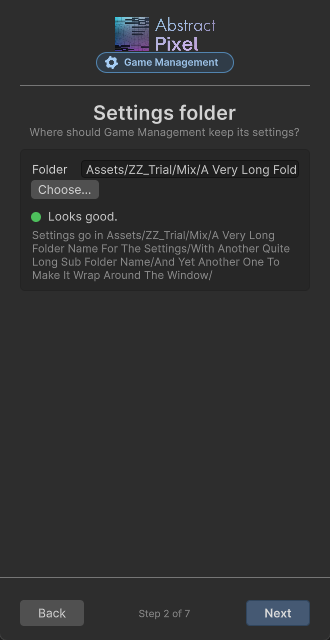 Abstract
Pixel
Game Management
Settings folder
Where should Game Management keep its settings?
Folder Assets/ZZ_Trial/Mix/A Very Long Fold
Choose...
Looks good.
Settings go in Assets/ZZ_Trial/Mix/A Very Long
Folder Name For The Settings/With Another Quite
Long Sub Folder Name/And Yet Another One To
Make It Wrap Around The Window/
Back Step 2 of 7 Next